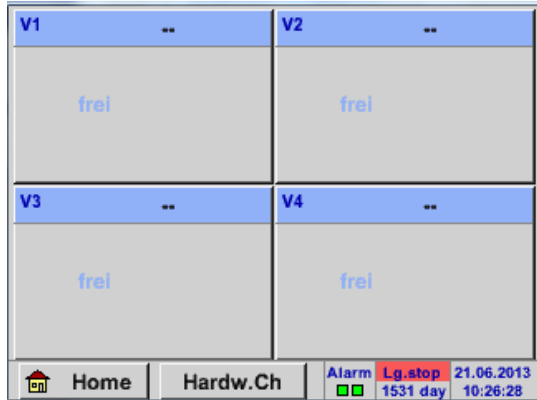 V1 --
V2 --
frei
frei
V3 --
V4 --
frei
frei
Home
Hardw.Ch
Alarm
Lg.stop
1531 day
21.06.2013
10:26:28